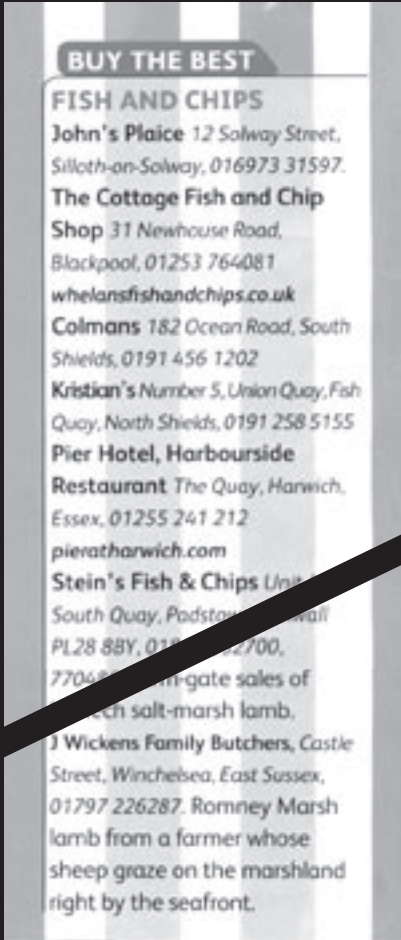 BUY THE BEST
FISH AND CHIPS
John's Plaice 12 Solway Street,
Silloth-on-Solway, 016973 31597.
The Cottage Fish and Chip
Shop 31 Newhouse Road,
Blackpool, 01253 764081
whelansfishandchips.co.uk
Colmans 182 Ocean Road, South
Shields, 0191 456 1202
Kristian's Number 5, Union Quay, Fish
Quay, North Shields, 0191 258 5155
Pier Hotel, Harbourside
Restaurant The Quay, Harwich,
Essex, 01255 241 212
pieratharwich.com
Stein's Fish & Chips
South Quay,
PL28 8BY,
sales of
salt-marsh lamb.
J Wickens Family Butchers, Castle
Street, Winchelsea, East Sussex,
01797 226287. Romney Marsh
lamb from a farmer whose
sheep graze on the marshland
right by the seafront.